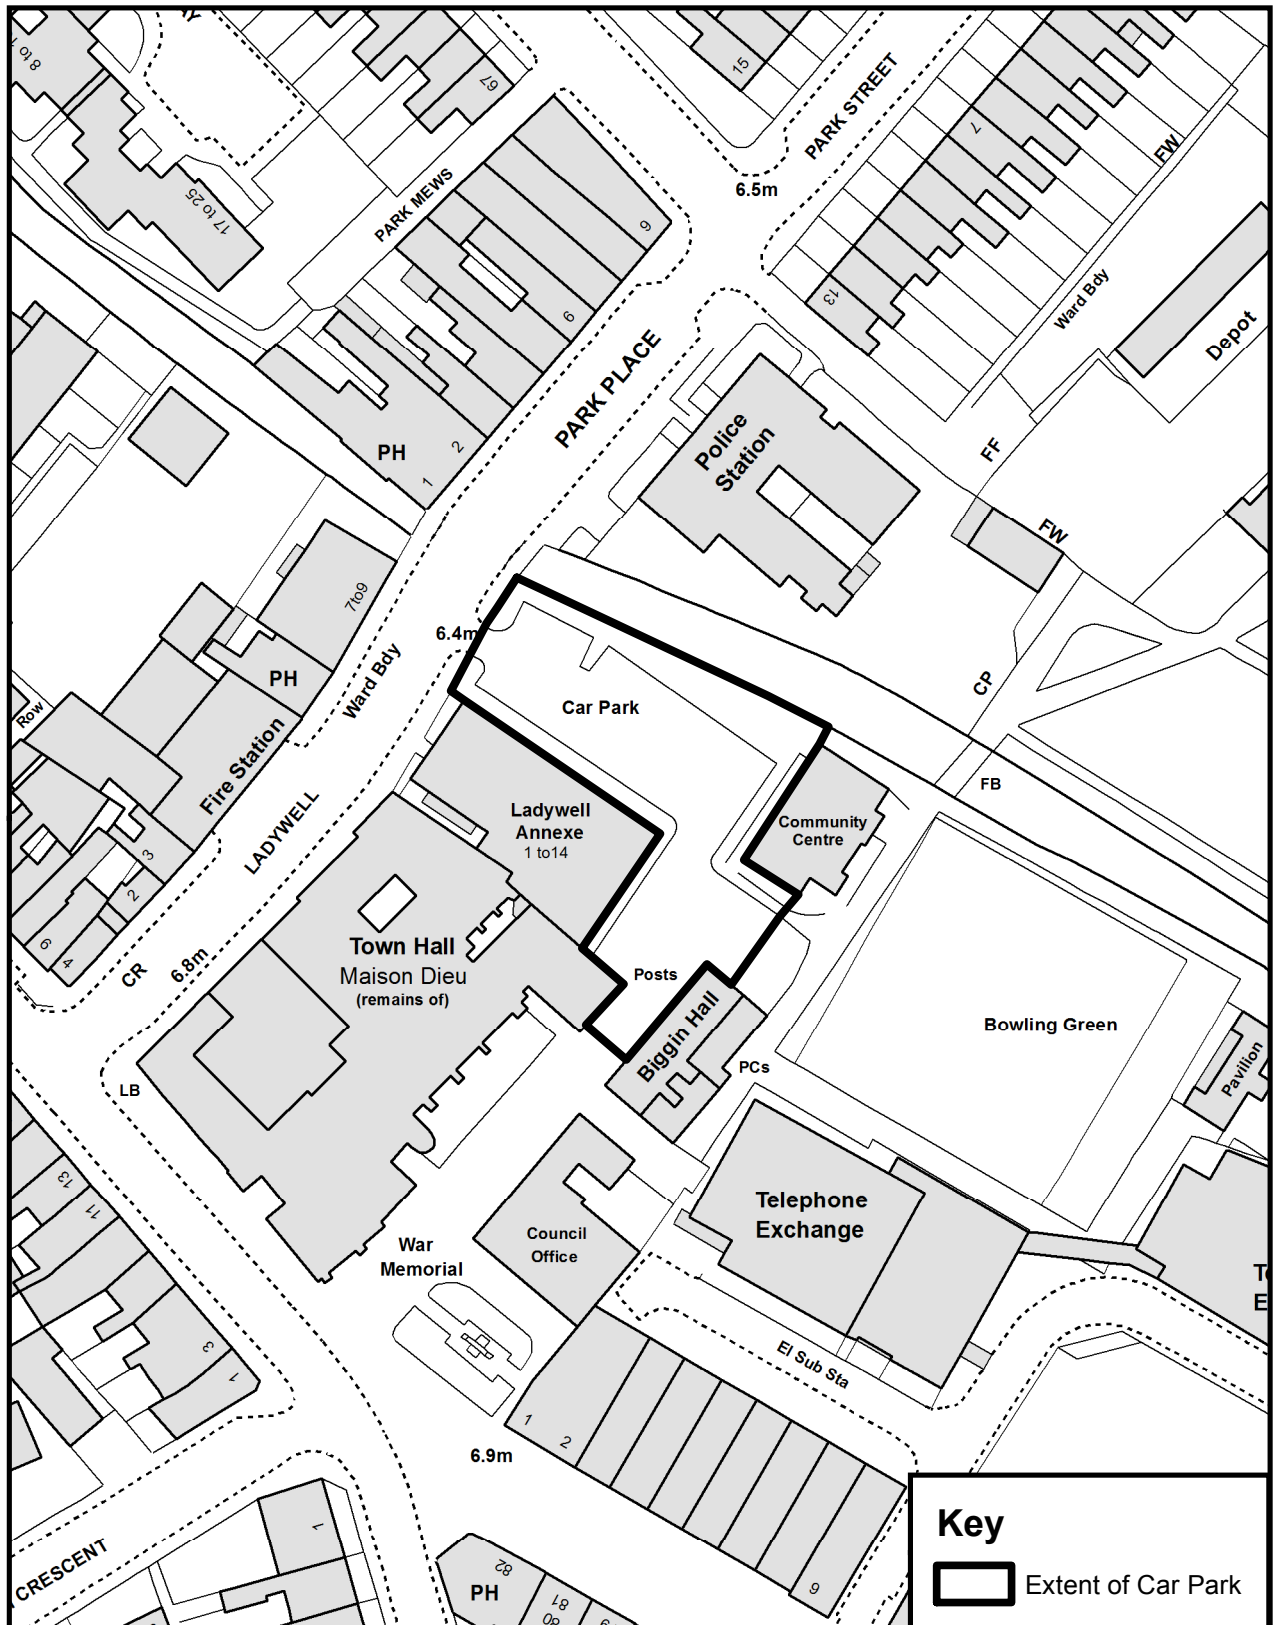 8 to 1
67
15
PARK STREET
7
FW
17 to 25
PARK MEWS
6.5m
9
13
Ward Bdy
Depot
6
PARK PLACE
PH
2
1
Police
Station
FF
FW
7to9
6.4m
Ward Bdy
PH
CP
Row
Car Park
Fire Station
FB
LADYWELL
Ladywell
Annexe
1 to14
Community
Centre
3
2
6
4
CR
6.8m
Town Hall
Maison Dieu
(remains of)
Posts
Biggin Hall
Bowling Green
PCs
Pavilion
LB
13
11
Telephone
Exchange
Council
Office
War
Memorial
3
1
El Sub Sta
1
2
6.9m
9
1
CRESCENT
PH
82
81
80
Key
Extent of Car Park